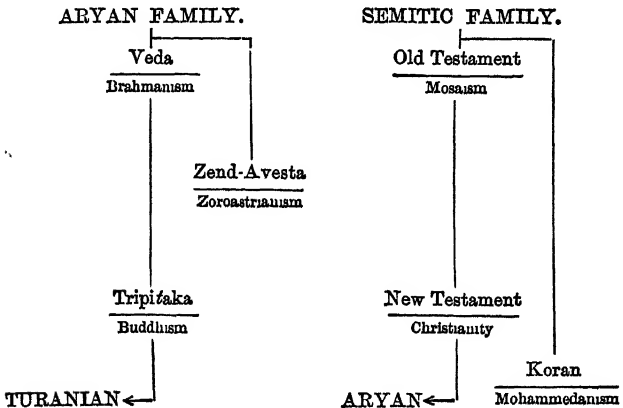 ARYAN FAMILY.
Veda
Brahmanism
Zend-Avesta
Zoroastrianism
Tripitaka
Buddhism
TURANIAN
SEMITIC FAMILY.
Old Testament
Mosaism
New Testament
Christianity
ARYAN
Koran
Mohammedanism